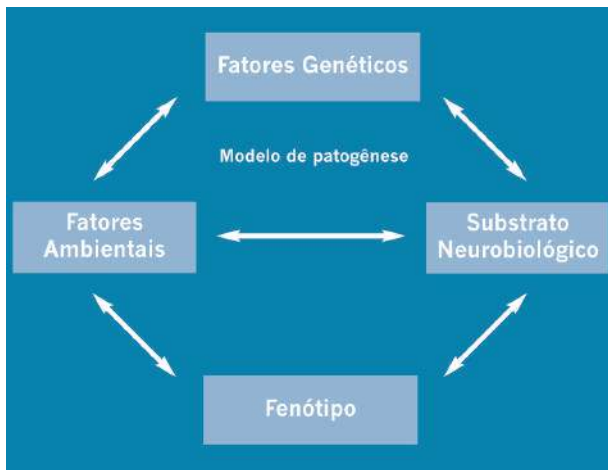 Fatores Genéticos
Modelo de patogênese
Fatores
Ambientais
Substrato
Neurobiológico
Fenótipo